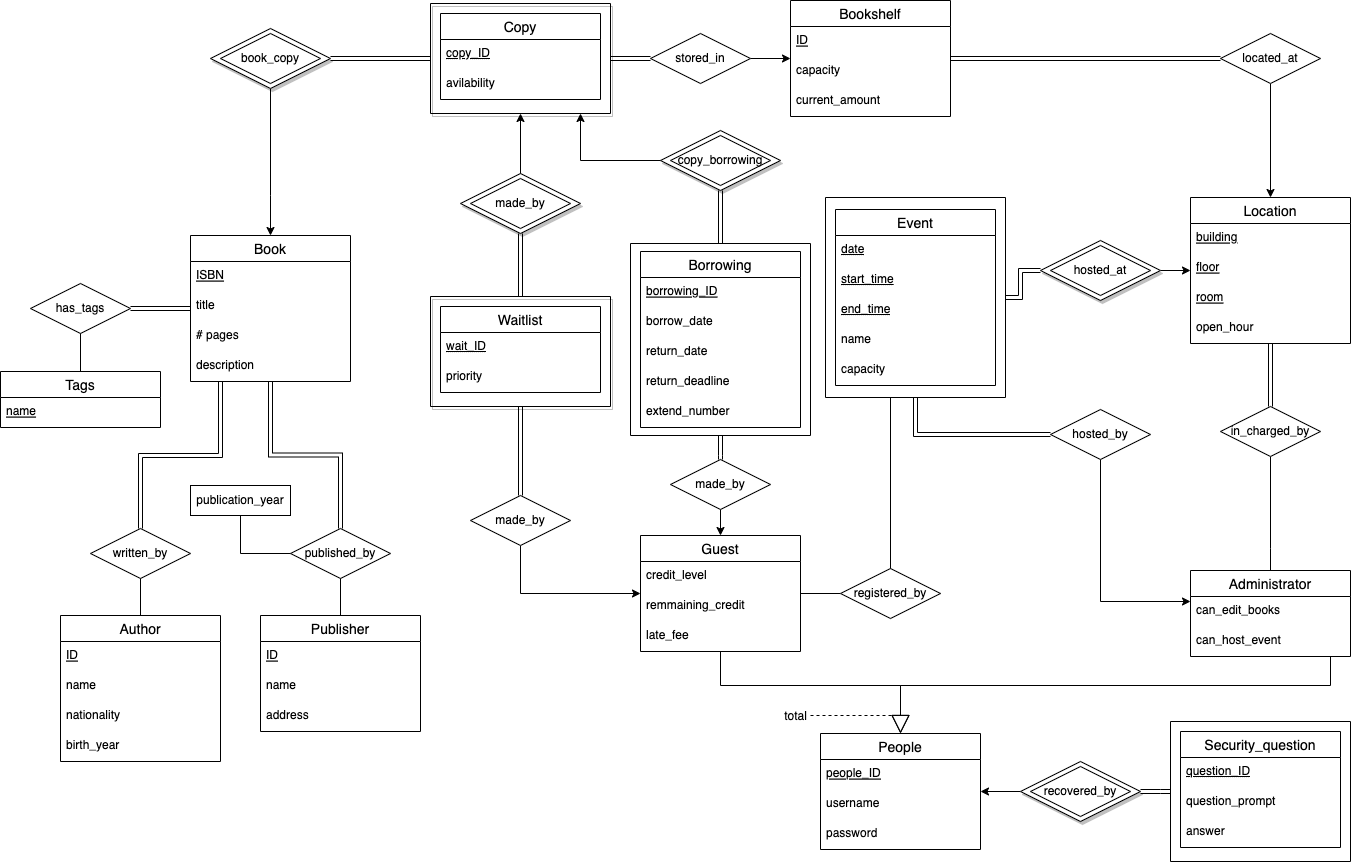 Copy
copy_ID
avilability
book_copy
stored_in
Bookshelf
ID
capacity
current_amount
located_at
made_by
copy_borrowing
Book
ISBN
title
# pages
description
has_tags
Tags
name
Waitlist
wait_ID
priority
Borrowing
borrowing_ID
borrow_date
return_date
return_deadline
extend_number
Event
date
start_time
end_time
name
capacity
hosted_at
Location
building
floor
room
open_hour
hosted_by
in_charged_by
publication_year
written_by
published_by
made_by
made_by
Guest
credit_level
remmaining_credit
late_fee
registered_by
Administrator
can_edit_books
can_host_event
Author
ID
name
nationality
birth_year
Publisher
ID
name
address
total
People
people_ID
username
password
recovered_by
Security_question
question_ID
question_prompt
answer